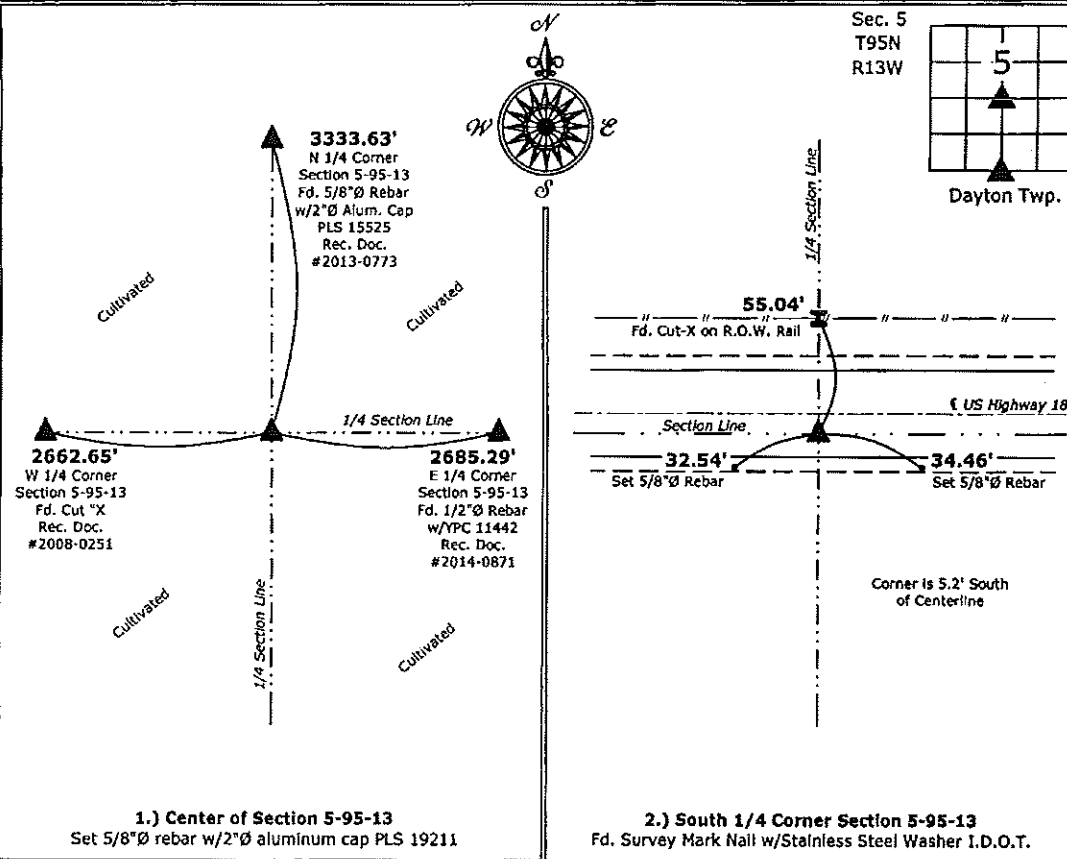 N
W
E
S
Sec. 5
T95N
R13W
5
Dayton Twp.
3333.63'
N 1/4 Corner
Section 5-95-13
Fd. 5/8"Ø Rebar
w/2"Ø Alum. Cap
PLS 15525
Rec. Doc.
#2013-0773
Cultivated
Cultivated
1/4 Section Line
2662.65'
W 1/4 Corner
Section 5-95-13
Fd. Cut "X
Rec. Doc.
#2008-0251
2685.29'
E 1/4 Corner
Section 5-95-13
Fd. 1/2"Ø Rebar
w/YPC 11442
Rec. Doc.
#2014-0871
Cultivated
1/4 Section Line
Cultivated
1.) Center of Section 5-95-13
Set 5/8"Ø rebar w/2"Ø aluminum cap PLS 19211
1/4 Section Line
55.04'
Fd. Cut-X on R.O.W. Rail
℄ US Highway 18
Section Line
32.54'
Set 5/8"Ø Rebar
34.46'
Set 5/8"Ø Rebar
Corner is 5.2' South
of Centerline
2.) South 1/4 Corner Section 5-95-13
Fd. Survey Mark Nail w/Stainless Steel Washer I.D.O.T.